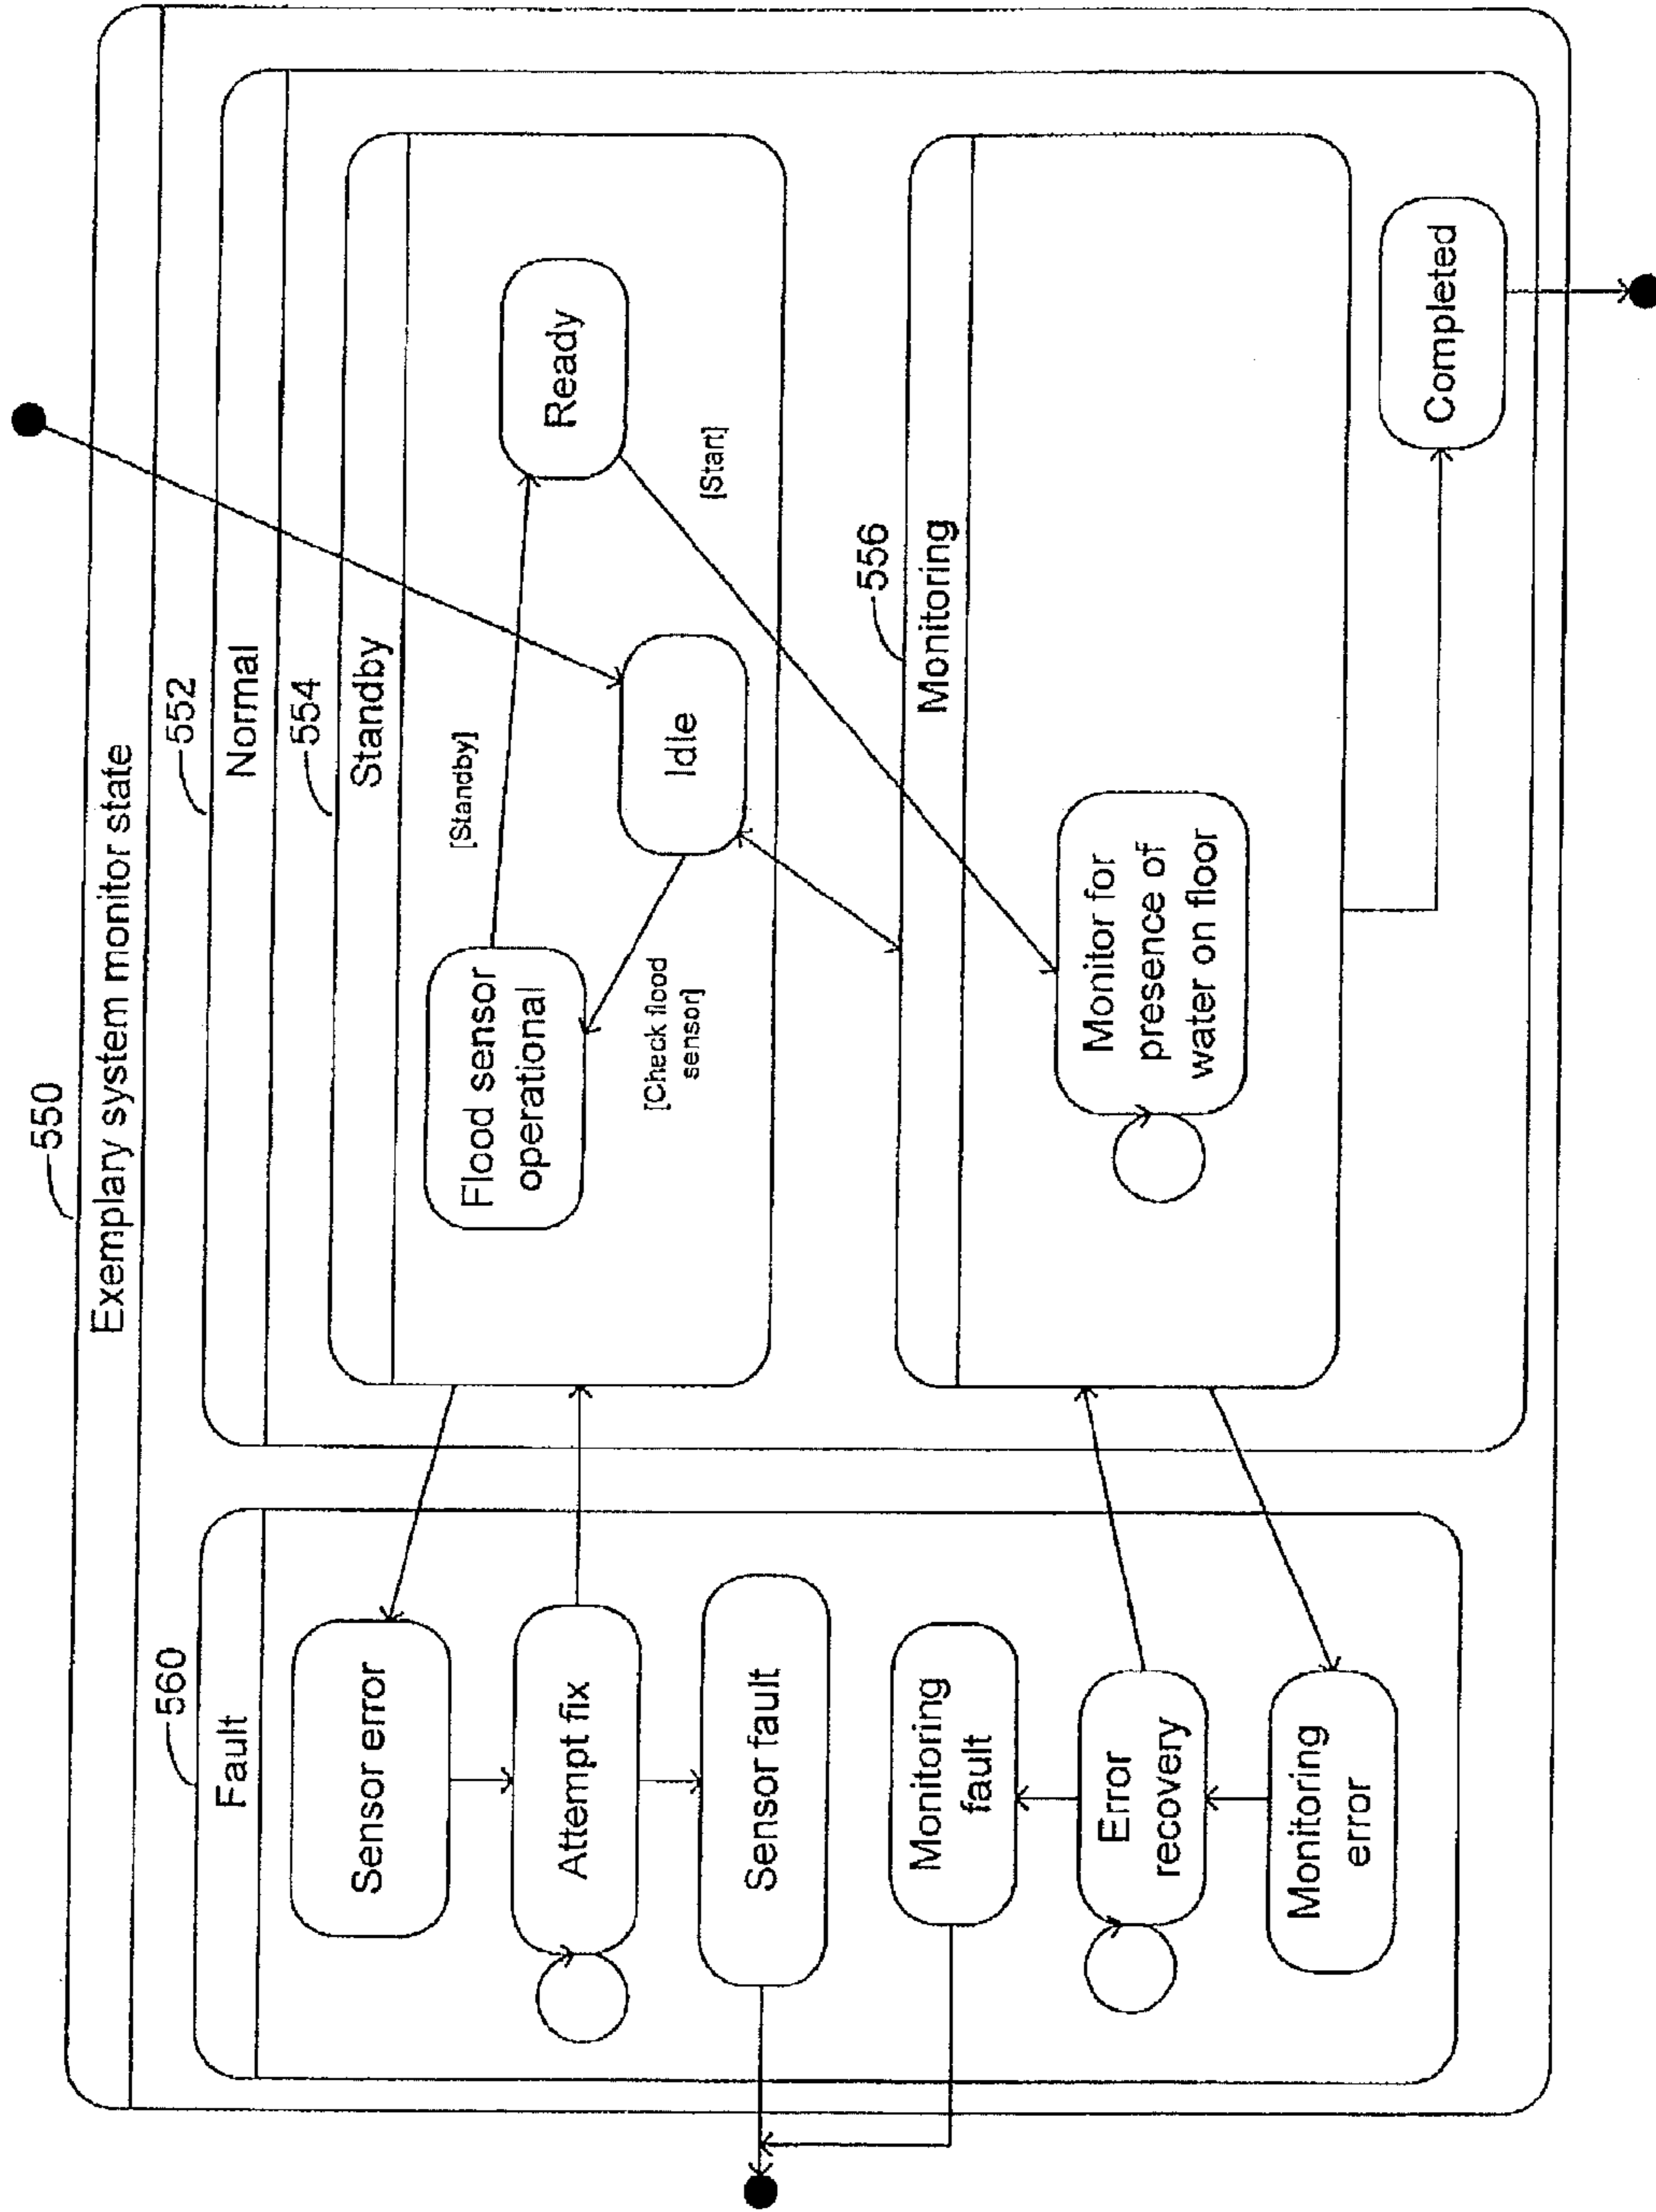 550
Exemplary system monitor state
560
Fault
Sensor error
Attempt fix
Sensor fault
Monitoring
fault
Error
recovery
Monitoring
error
552
Normal
554
Standby
Flood sensor
operational
[Standby]
Ready
Idle
[Check flood
sensor]
[Start]
556
Monitoring
Monitor for
presence of
water on floor
Completed